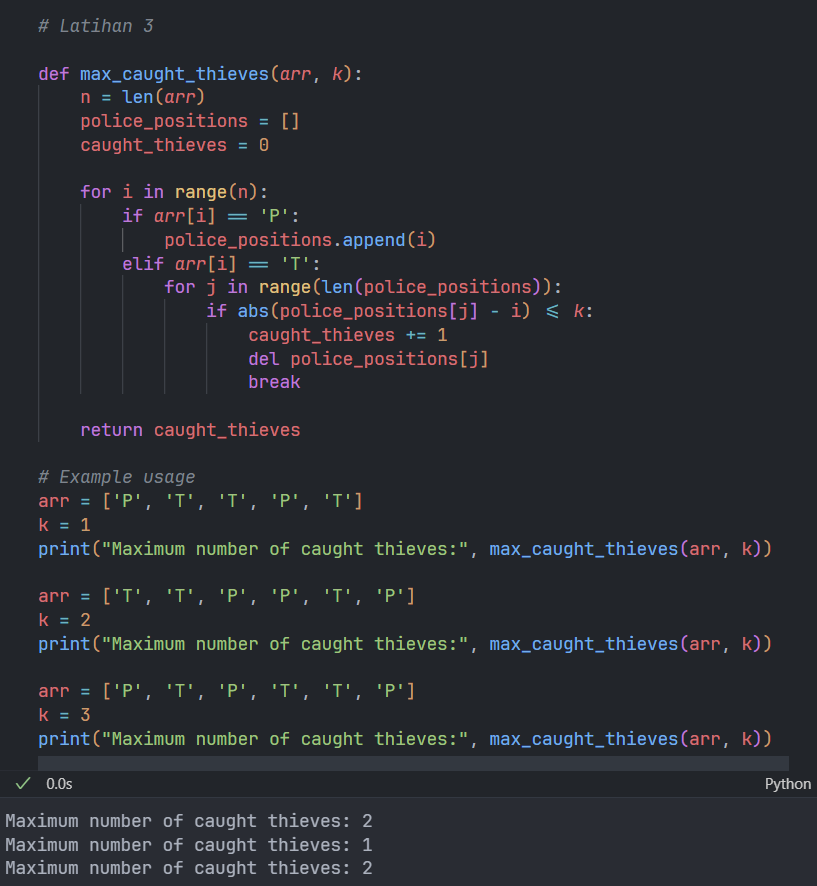 # Latihan 3
def max_caught_thieves(arr, k):
    n = len(arr)
    police_positions = []
    caught_thieves = 0
    for i in range(n):
        if arr[i] == 'P':
            police_positions.append(i)
        elif arr[i] == 'T':
            for j in range(len(police_positions)):
                if abs(police_positions[j] - i) <= k:
                    caught_thieves += 1
                    del police_positions[j]
                    break
    return caught_thieves
# Example usage
arr = ['P', 'T', 'T', 'P', 'T']
k = 1
print("Maximum number of caught thieves:", max_caught_thieves(arr, k))
arr = ['T', 'T', 'P', 'P', 'T', 'P']
k = 2
print("Maximum number of caught thieves:", max_caught_thieves(arr, k))
arr = ['P', 'T', 'P', 'T', 'T', 'P']
k = 3
print("Maximum number of caught thieves:", max_caught_thieves(arr, k))
✓ 0.0s Python
Maximum number of caught thieves: 2
Maximum number of caught thieves: 1
Maximum number of caught thieves: 2